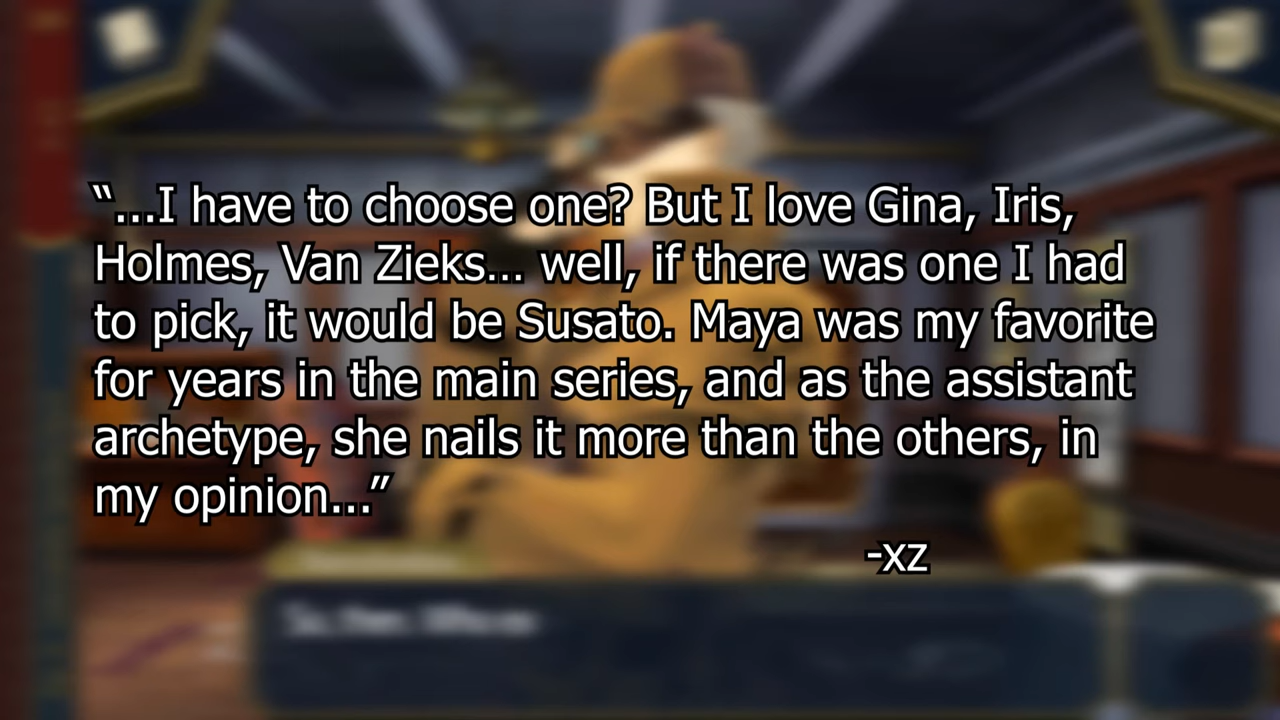 “...I have to choose one? But I love Gina, Iris,
Holmes, Van Zieks... well, if there was one I had
to pick, it would be Susato. Maya was my favorite
for years in the main series, and as the assistant
archetype, she nails it more than the others, in
my opinion...”
-xz